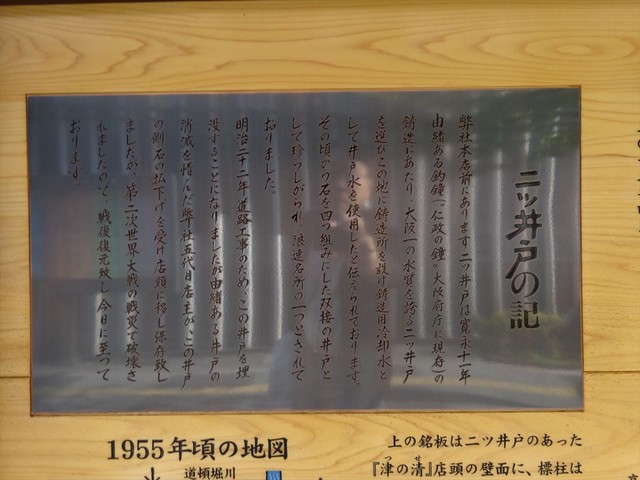 二ッ井戸の記
弊社本店前にあります二ッ井戸は寛永十一年
由緒ある釣鐘〝仁政の鐘〟大阪府庁に現存)の
鋳造にあたり、大阪一の水質を誇る二ッ井戸
を選びこの地に鋳造所を設け鋳造用冷却水と
して井戸水を使用したと伝えられております。
その頃から石を四つ組みにした双接の井戸と
して珍しがられ、浪速名所の一つとされて
おりました。
明治二十二年、道路工事のため、この井戸を埋
没することになりましたが由緒ある井戸の
消滅を惜んだ弊社五代目店主が、この井戸
の側石の払下げを受け店頭に移し保存致し
ましたが、第二次世界大戦の戦災で破壊さ
れましたので、戦後復元致し今日に至って
おります。
1955年頃の地図
道頓堀川
上の銘板は二ツ井戸のあった
『津の清』店頭の壁面に、標柱は
つ せ